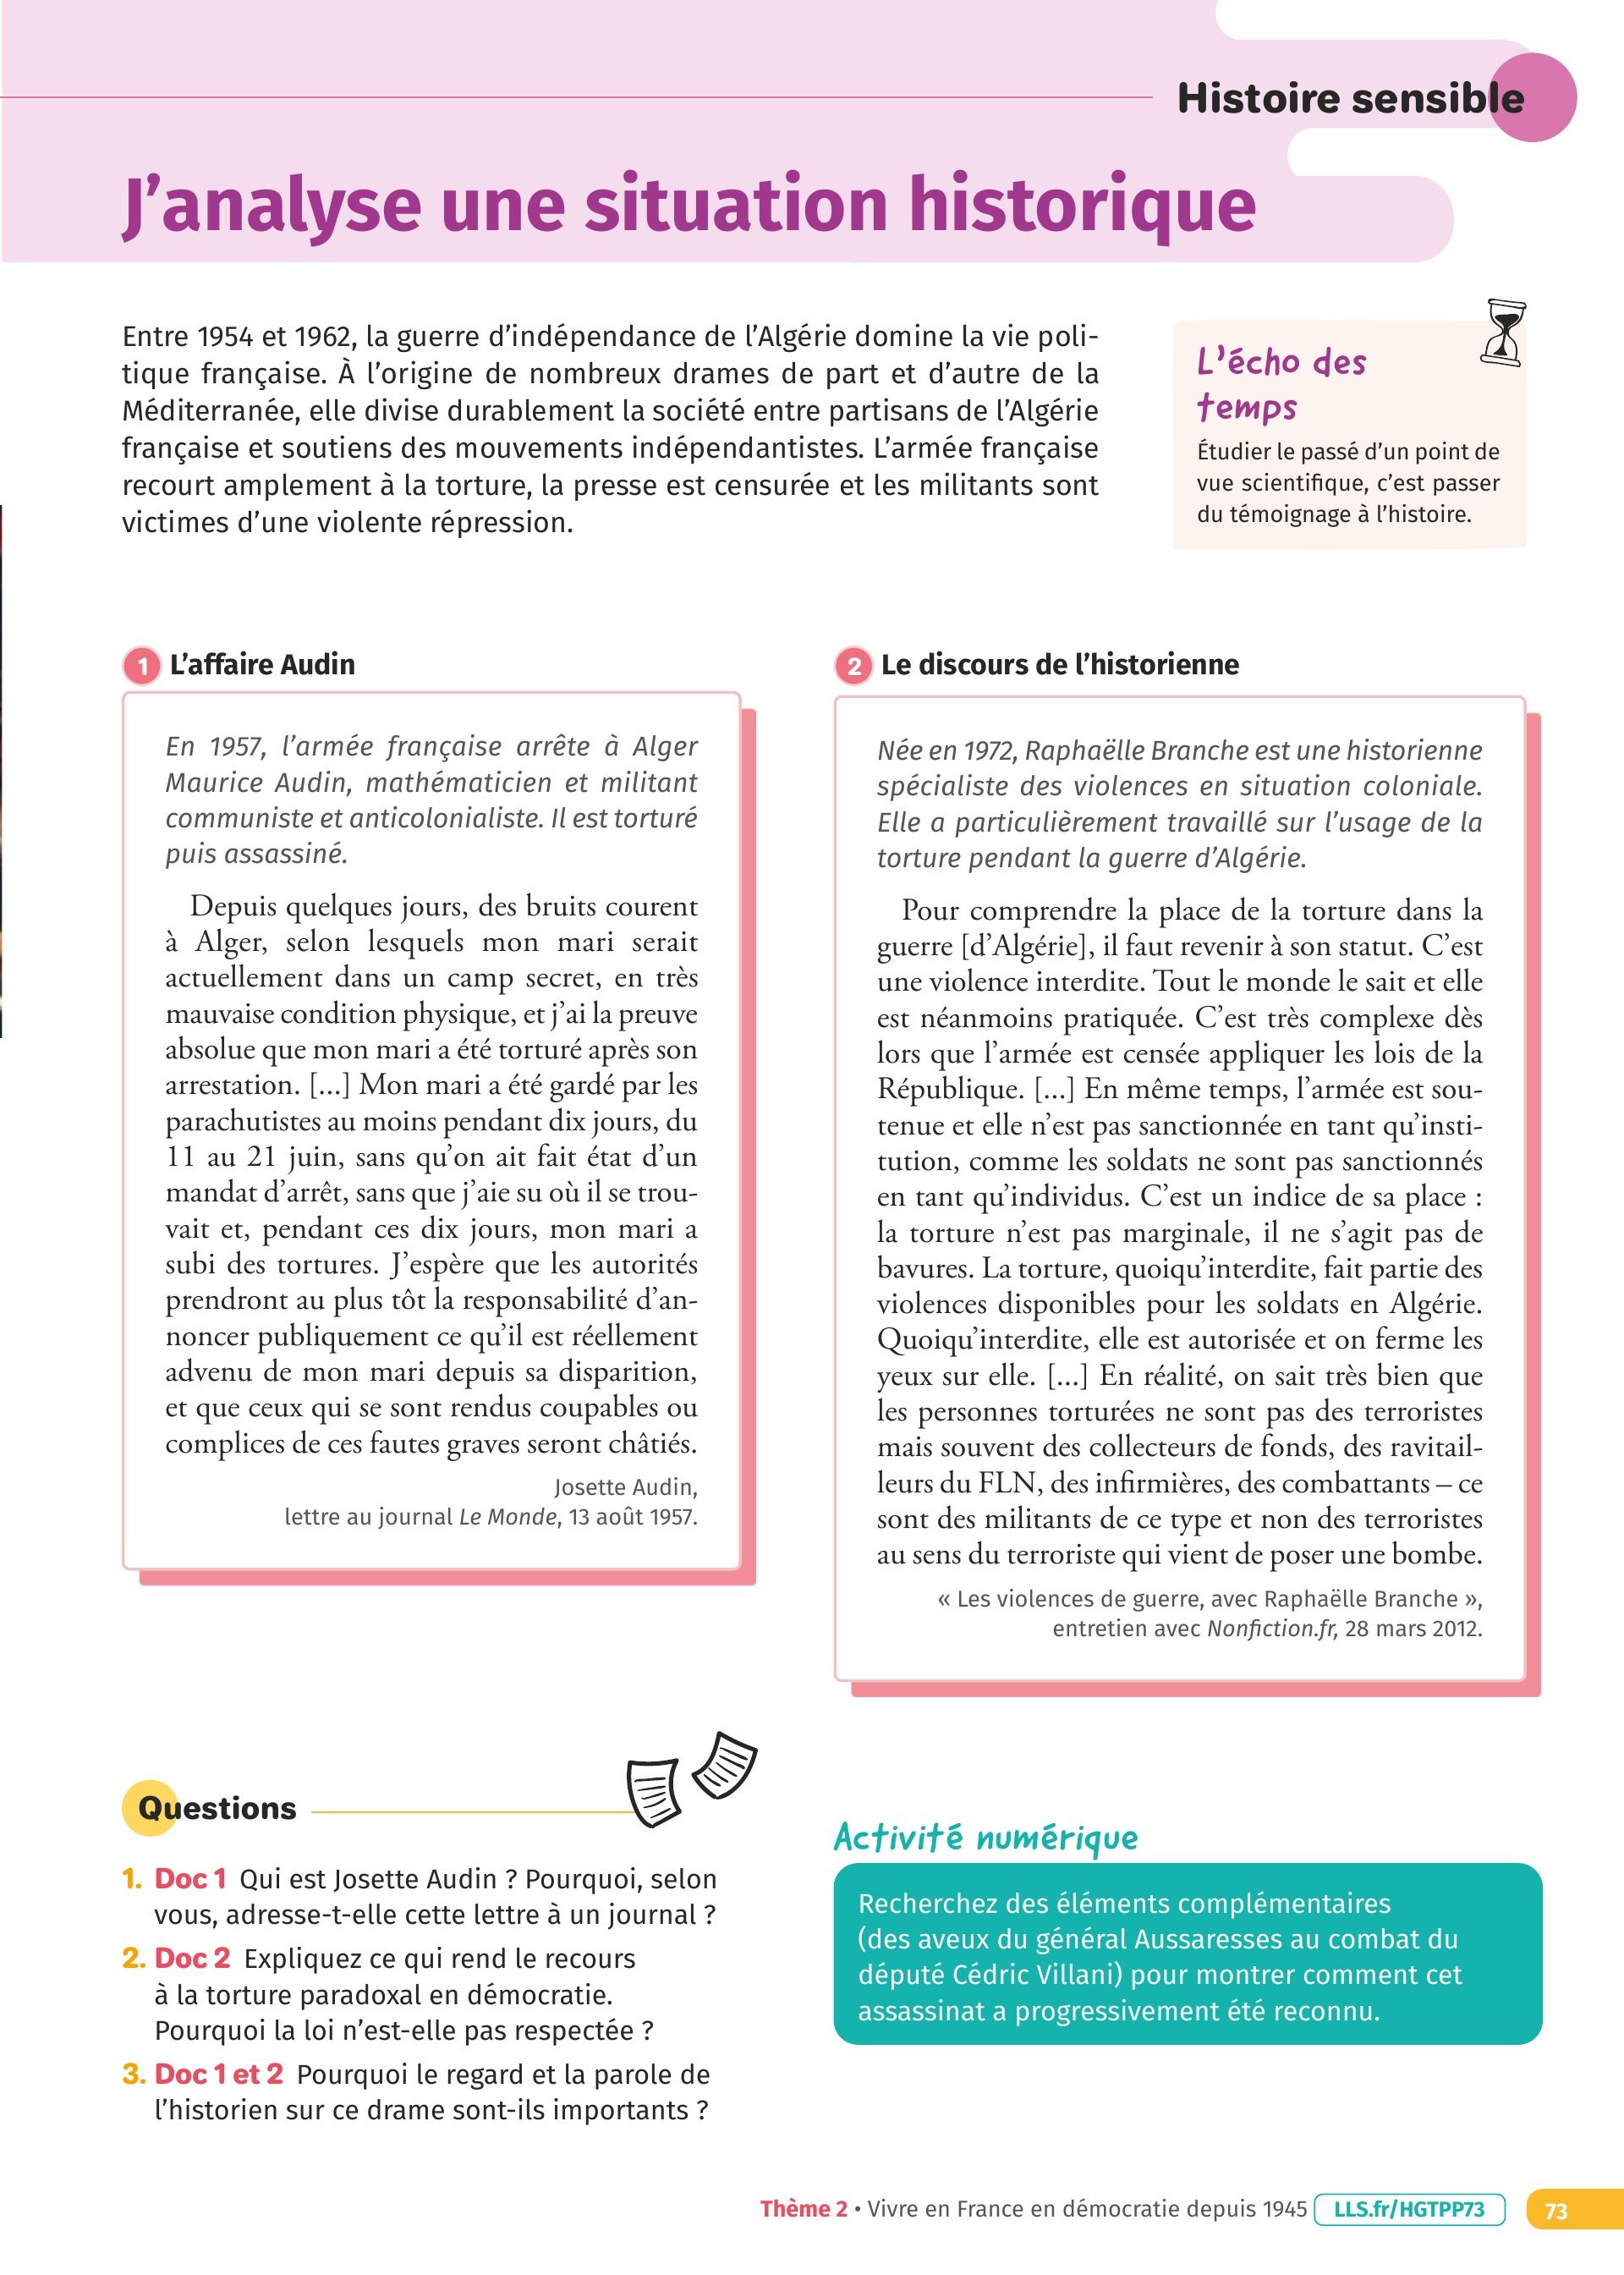 Histoire sensible
J’analyse une situation historique
Entre 1954 et 1962, la guerre d’indépendance de l’Algérie domine la vie poli-
tique française. À l’origine de nombreux drames de part et d’autre de la
Méditerranée, elle divise durablement la société entre partisans de l’Algérie
française et soutiens des mouvements indépendantistes. L’armée française
recourt amplement à la torture, la presse est censurée et les militants sont
victimes d’une violente répression.
L’écho des
temps
Étudier le passé d’un point de
vue scientifique, c’est passer
du témoignage à l’histoire.
1 L’affaire Audin
En 1957, l’armée française arrête à Alger
Maurice Audin, mathématicien et militant
communiste et anticolonialiste. Il est torturé
puis assassiné.
Depuis quelques jours, des bruits courent
à Alger, selon lesquels mon mari serait
actuellement dans un camp secret, en très
mauvaise condition physique, et j’ai la preuve
absolue que mon mari a été torturé après son
arrestation. [...] Mon mari a été gardé par les
parachutistes au moins pendant dix jours, du
11 au 21 juin, sans qu’on ait fait état d’un
mandat d’arrêt, sans que j’aie su où il se trou-
vait et, pendant ces dix jours, mon mari a
subi des tortures. J’espère que les autorités
prendront au plus tôt la responsabilité d’an-
noncer publiquement ce qu’il est réellement
advenu de mon mari depuis sa disparition,
et que ceux qui se sont rendus coupables ou
complices de ces fautes graves seront châtiés.
Josette Audin,
lettre au journal Le Monde, 13 août 1957.
2 Le discours de l’historienne
Née en 1972, Raphaëlle Branche est une historienne
spécialiste des violences en situation coloniale.
Elle a particulièrement travaillé sur l’usage de la
torture pendant la guerre d’Algérie.
Pour comprendre la place de la torture dans la
guerre [d’Algérie], il faut revenir à son statut. C’est
une violence interdite. Tout le monde le sait et elle
est néanmoins pratiquée. C’est très complexe dès
lors que l’armée est censée appliquer les lois de la
République. [...] En même temps, l’armée est sou-
tenue et elle n’est pas sanctionnée en tant qu’insti-
tution, comme les soldats ne sont pas sanctionnés
en tant qu’individus. C’est un indice de sa place :
la torture n’est pas marginale, il ne s’agit pas de
bavures. La torture, quoiqu’interdite, fait partie des
violences disponibles pour les soldats en Algérie.
Quoiqu’interdite, elle est autorisée et on ferme les
yeux sur elle. [...] En réalité, on sait très bien que
les personnes torturées ne sont pas des terroristes
mais souvent des collecteurs de fonds, des ravitail-
leurs du FLN, des infirmières, des combattants – ce
sont des militants de ce type et non des terroristes
au sens du terroriste qui vient de poser une bombe.
« Les violences de guerre, avec Raphaëlle Branche »,
entretien avec Nonfiction.fr, 28 mars 2012.
Questions
1. Doc 1 Qui est Josette Audin ? Pourquoi, selon
vous, adresse-t-elle cette lettre à un journal ?
2. Doc 2 Expliquez ce qui rend le recours
à la torture paradoxal en démocratie.
Pourquoi la loi n’est-elle pas respectée ?
3. Doc 1 et 2 Pourquoi le regard et la parole de
l’historien sur ce drame sont-ils importants ?
Activité numérique
Recherchez des éléments complémentaires
(des aveux du général Aussaresses au combat du
député Cédric Villani) pour montrer comment cet
assassinat a progressivement été reconnu.
Thème 2 • Vivre en France en démocratie depuis 1945 LLS.fr/HGTPP73 73